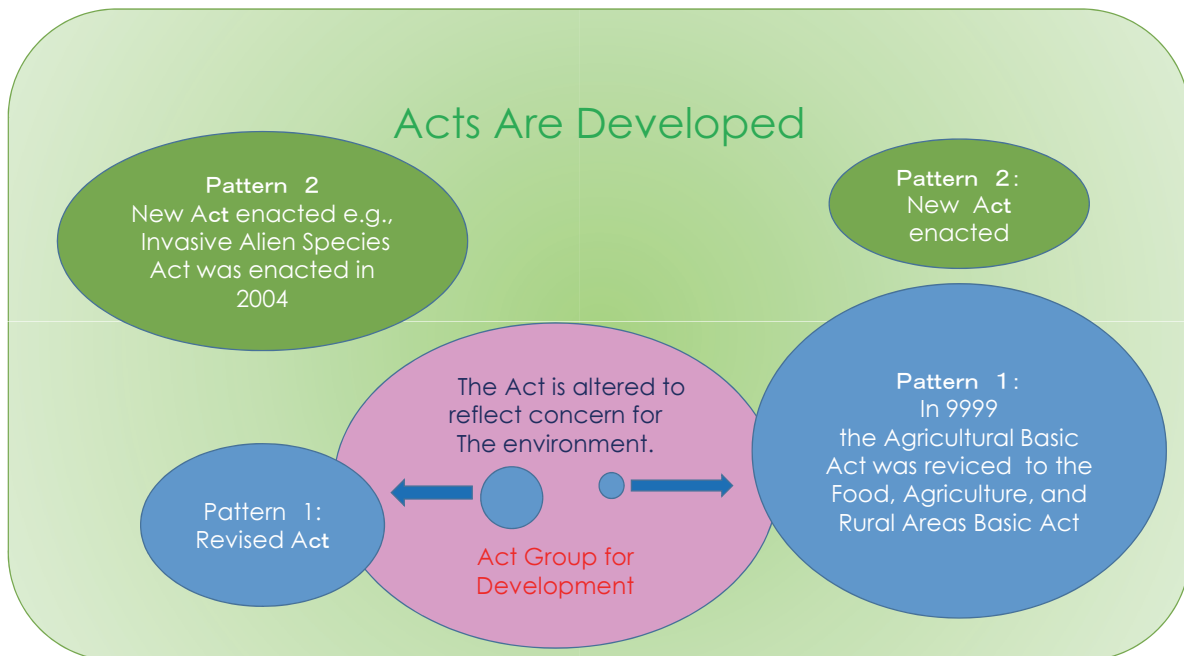 Acts Are Developed
Pattern 2
New Act enacted e.g.,
Invasive Alien Species
Act was enacted in
2004
Pattern 2:
New Act
enacted
The Act is altered to
reflect concern for
The environment.
Pattern 1:
In 9999
the Agricultural Basic
Act was reviced to the
Food, Agriculture, and
Rural Areas Basic Act
Pattern 1:
Revised Act
Act Group for
Development